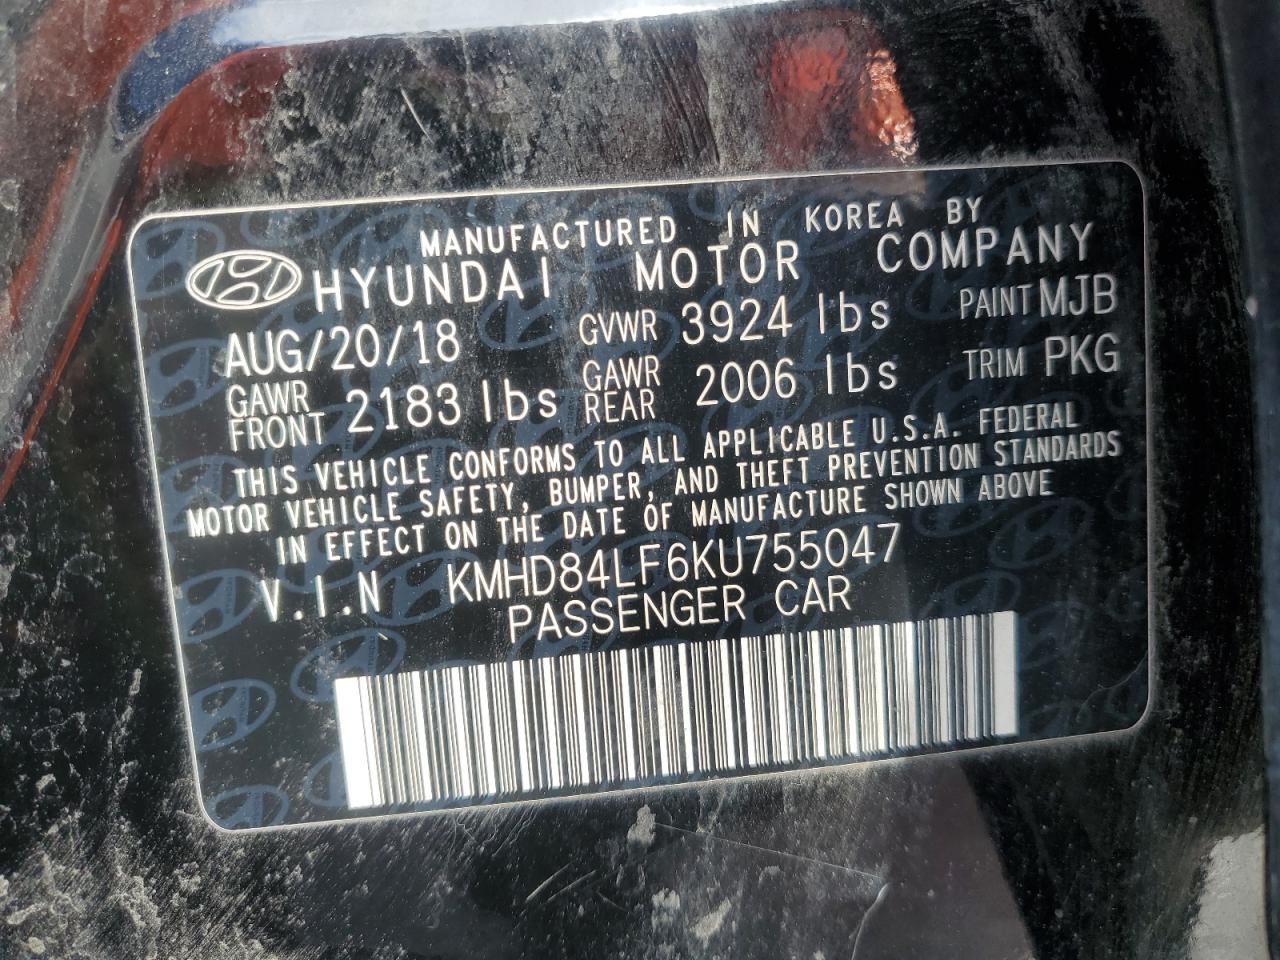 MANUFACTURED IN KOREA BY
HYUNDAI MOTOR COMPANY
AUG/20/18 GVWR 3924 lbs PAINT MJB
GAWR FRONT 2183 lbs GAWR REAR 2006 lbs TRIM PKG
THIS VEHICLE CONFORMS TO ALL APPLICABLE U.S.A. FEDERAL
MOTOR VEHICLE SAFETY, BUMPER, AND THEFT PREVENTION STANDARDS
IN EFFECT ON THE DATE OF MANUFACTURE SHOWN ABOVE
V.I.N KMHD84LF6KU755047
PASSENGER CAR